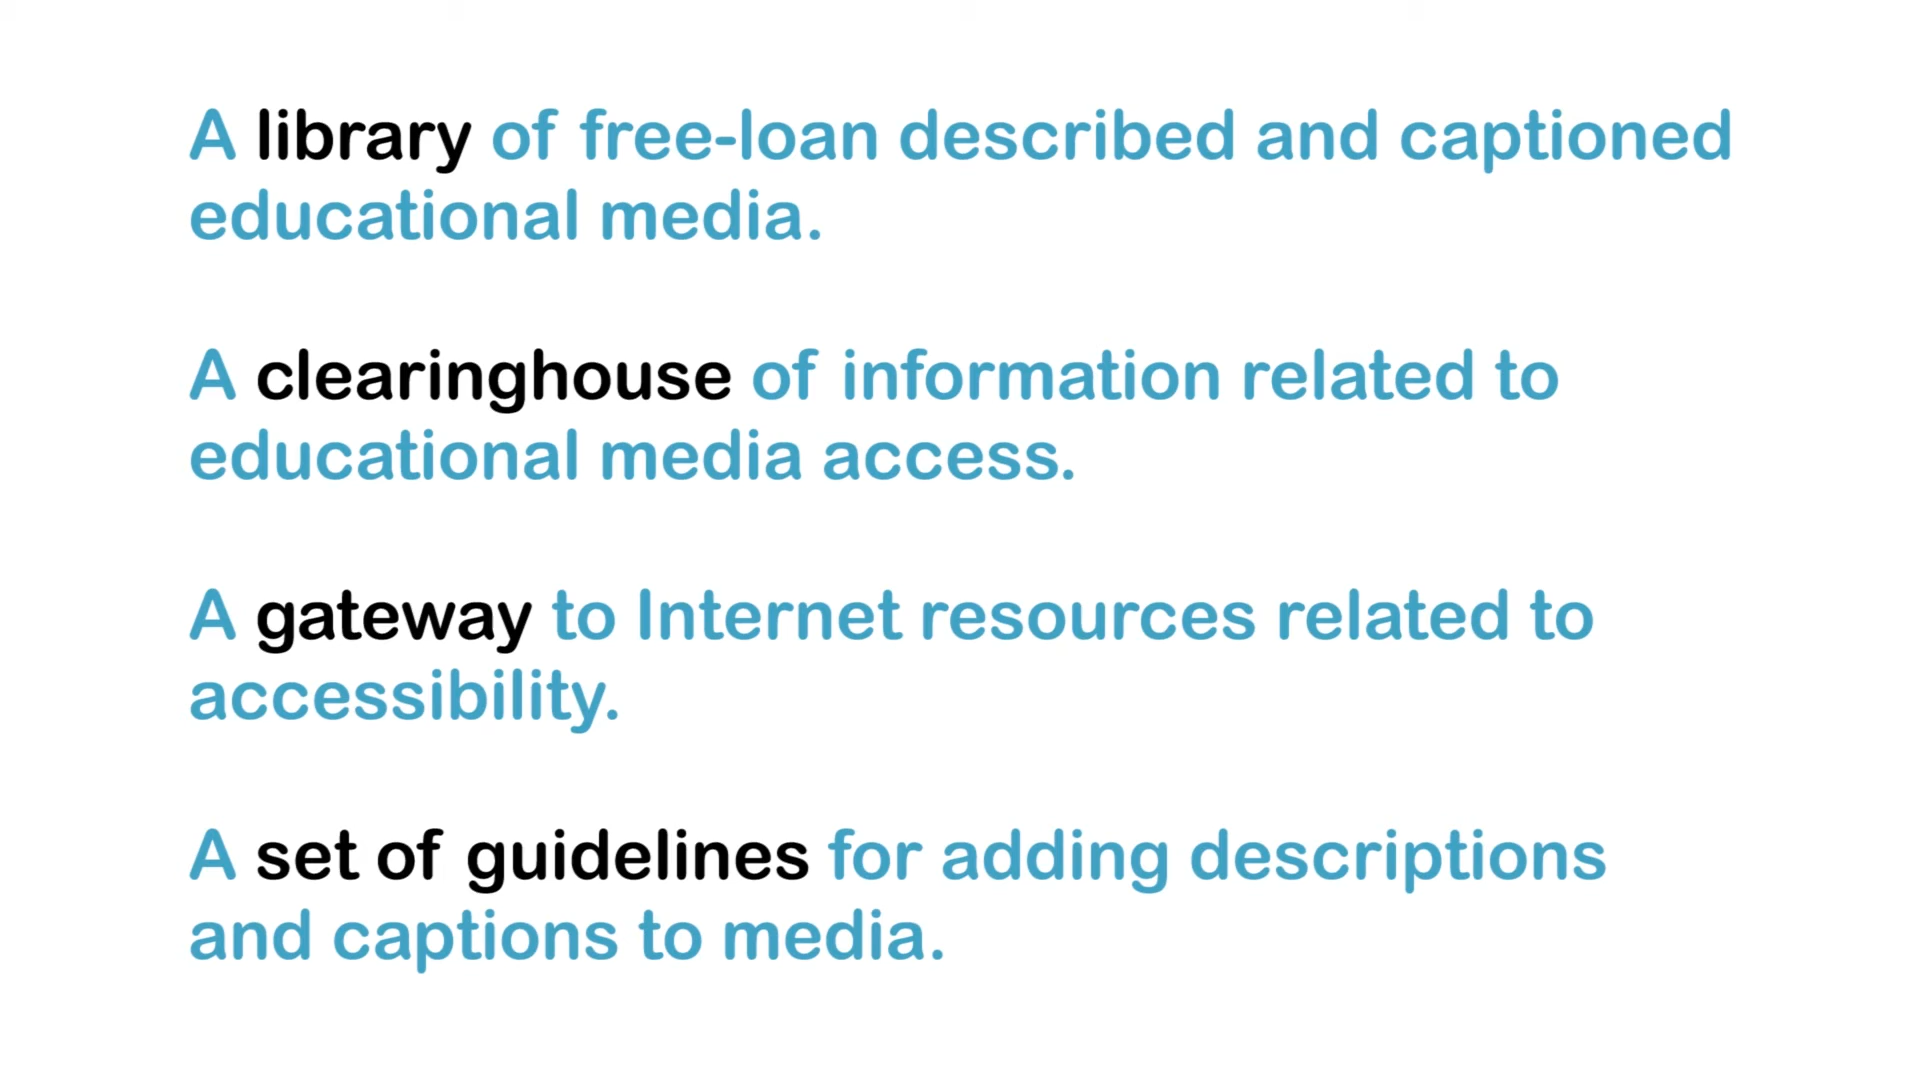 A library of free-loan described and captioned
educational media.
A clearinghouse of information related to
educational media access.
A gateway to Internet resources related to
accessibility.
A set of guidelines for adding descriptions
and captions to media.